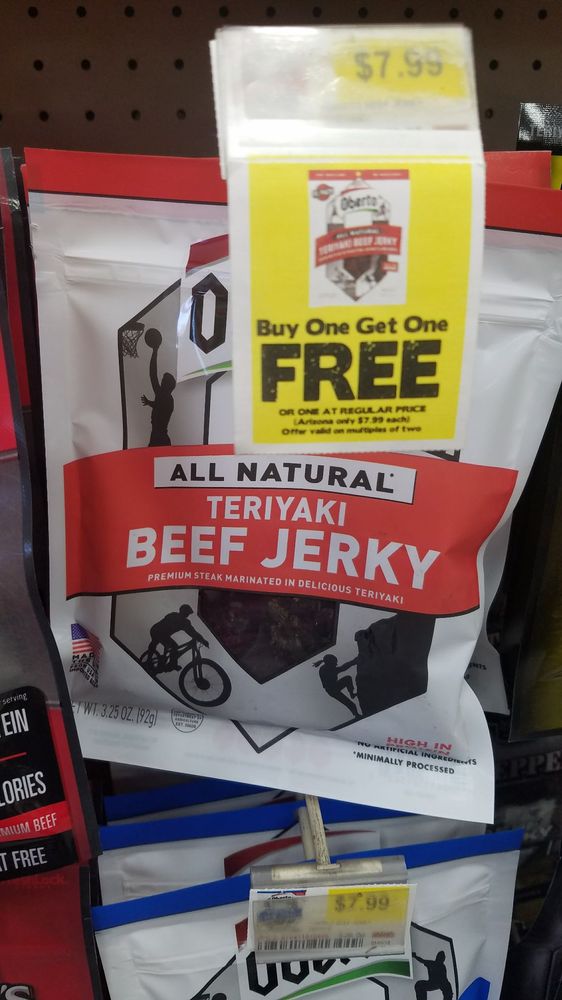 $7.99
TERIY
Oberto
ALL NATURAL
TERIYAKI BEEF JERKY
Buy One Get One
FREE
OR ONE AT REGULAR PRICE
(Arizona only $7.99 each)
Offer valid on multiples of two
O
ALL NATURAL*
TERIYAKI
BEEF JERKY
PREMIUM STEAK MARINATED IN DELICIOUS TERIYAKI
MADE
T WT. 3.25 OZ. (92g)
HIGH IN
NO ARTIFICIAL INGREDIENTS
*MINIMALLY PROCESSED
serving
EIN
LORIES
MIUM BEEF
T FREE
$7.99